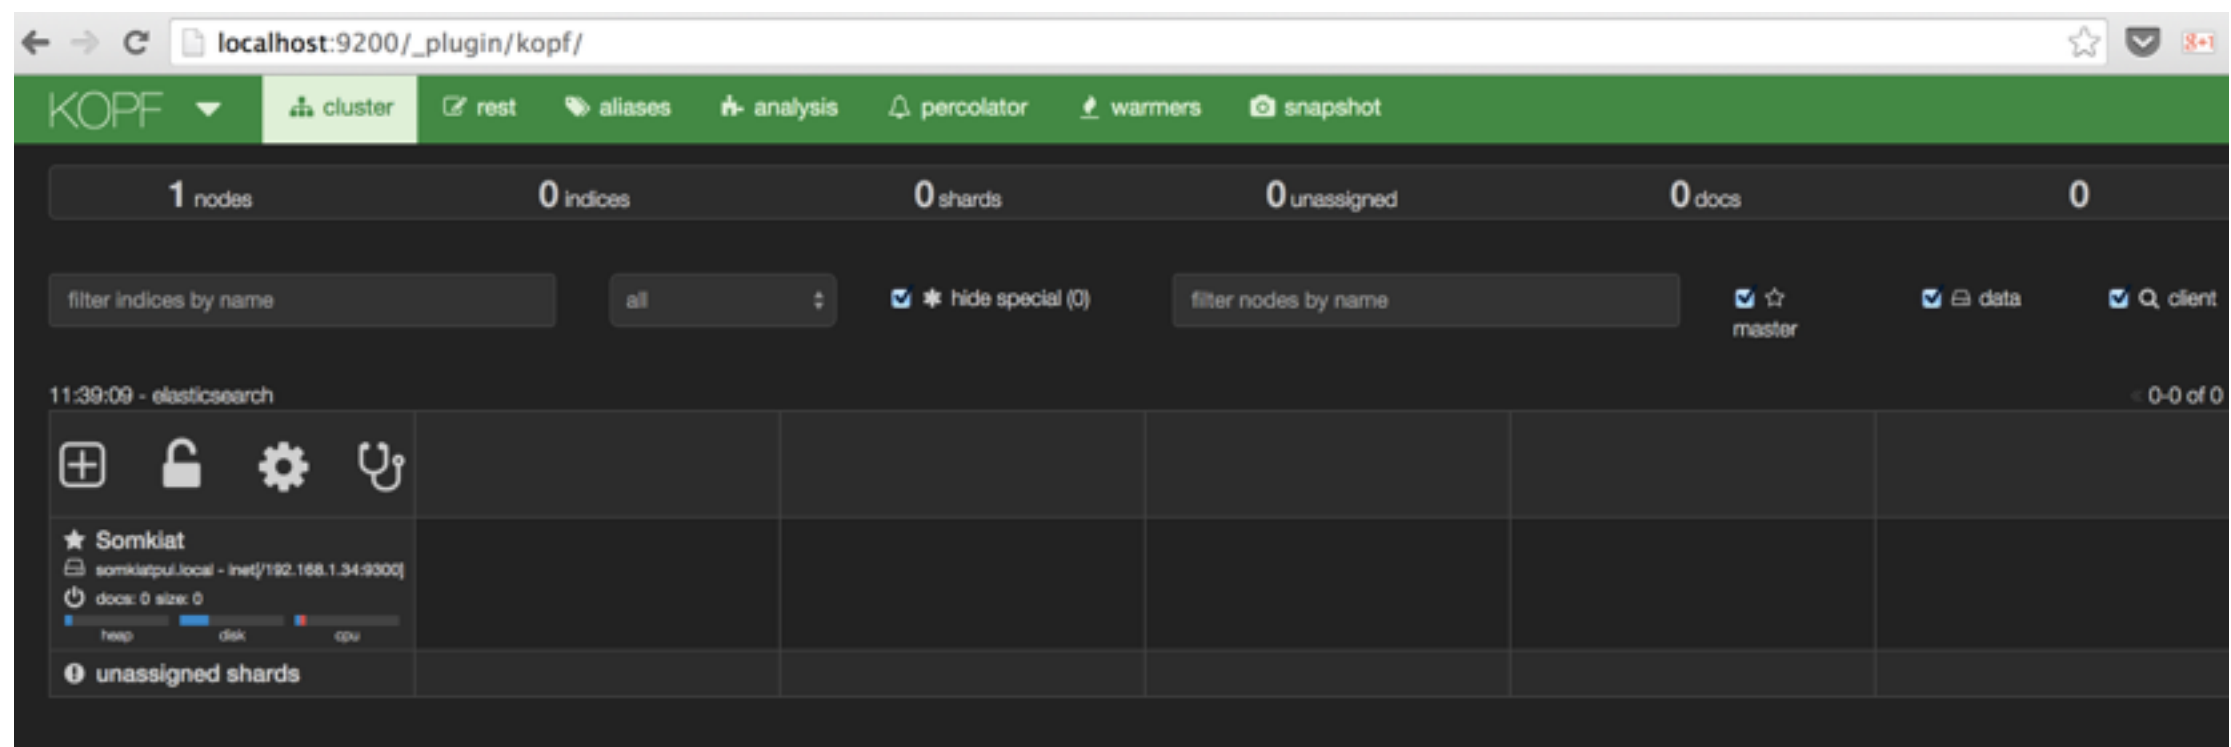 localhost:9200/_plugin/kopf/
8+1
KOPF cluster rest aliases analysis percolator warmers snapshot
1 nodes 0 indices 0 shards 0 unassigned 0 docs 0
filter indices by name all hide special (0) filter nodes by name master data client
11:39:09 - elasticsearch 0-0 of 0
Somkiat
somkiatpui.local - inet[/192.168.1.34:9300]
docs: 0 size: 0
heap disk cpu
unassigned shards